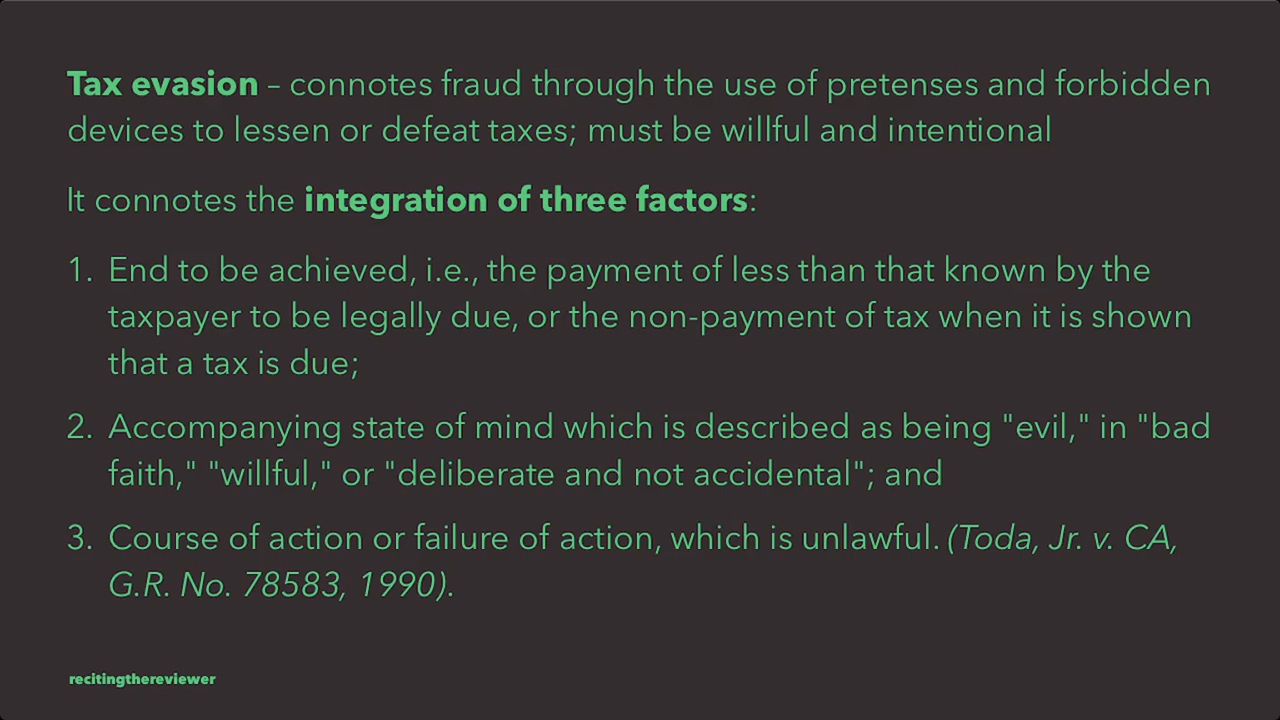 Tax evasion – connotes fraud through the use of pretenses and forbidden
devices to lessen or defeat taxes; must be willful and intentional
It connotes the integration of three factors:
1. End to be achieved, i.e., the payment of less than that known by the
taxpayer to be legally due, or the non-payment of tax when it is shown
that a tax is due;
2. Accompanying state of mind which is described as being "evil," in "bad
faith," "willful," or "deliberate and not accidental"; and
3. Course of action or failure of action, which is unlawful. (Toda, Jr. v. CA,
G.R. No. 78583, 1990).
recitingthereviewer